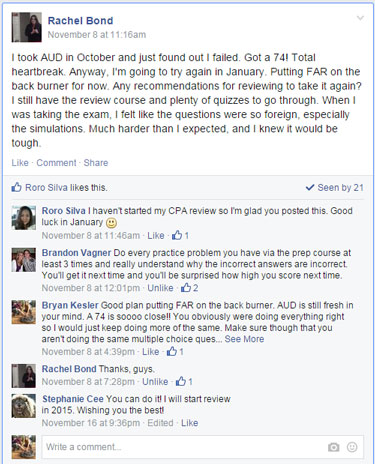 Rachel Bond
November 8 at 11:16am
I took AUD in October and just found out I failed. Got a 74! Total
heartbreak. Anyway, I'm going to try again in January. Putting FAR on the
back burner for now. Any recommendations for reviewing to take it again?
I still have the review course and plenty of quizzes to go through. When I
was taking the exam, I felt like the questions were so foreign, especially
the simulations. Much harder than I expected, and I knew it would be
tough.
Like · Comment · Share
Roro Silva likes this. Seen by 21
Roro Silva I haven't started my CPA review so I'm glad you posted this. Good
luck in January
November 8 at 11:46am · Like · 1
Brandon Vagner Do every practice problem you have via the prep course at
least 3 times and really understand why the incorrect answers are incorrect.
You'll get it next time and you'll be surprised how high you score next time.
November 8 at 12:01pm · Unlike · 2
Bryan Kesler Good plan putting FAR on the back burner. AUD is still fresh in
your mind. A 74 is soooo close!! You obviously were doing everything right
so I would just keep doing more of the same. Make sure though that you
aren't doing the same multiple choice ques... See More
November 8 at 4:39pm · Like · 1
Rachel Bond Thanks, guys.
November 8 at 7:28pm · Unlike · 1
Stephanie Cee You can do it! I will start review
in 2015. Wishing you the best!
November 16 at 9:36pm · Edited · Like
Write a comment...